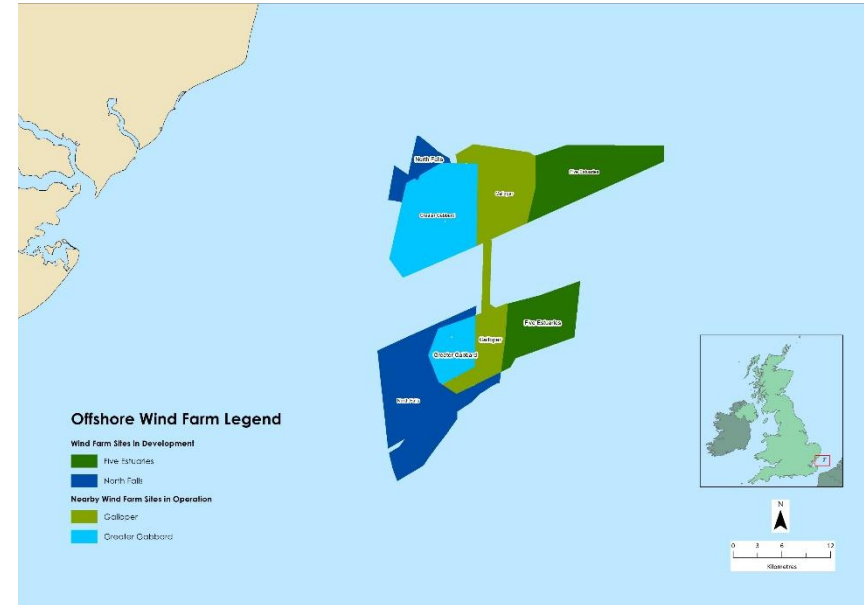 North Falls
Galloper
Five Estuaries
Greater Gabbard
Five Estuaries
Galloper
Greater Gabbard
North Falls
Offshore Wind Farm Legend
Wind Farm Sites in Development
Five Estuaries
North Falls
Nearby Wind Farm Sites in Operation
Galloper
Greater Gabbard
N
0 3 6 12
Kilometres